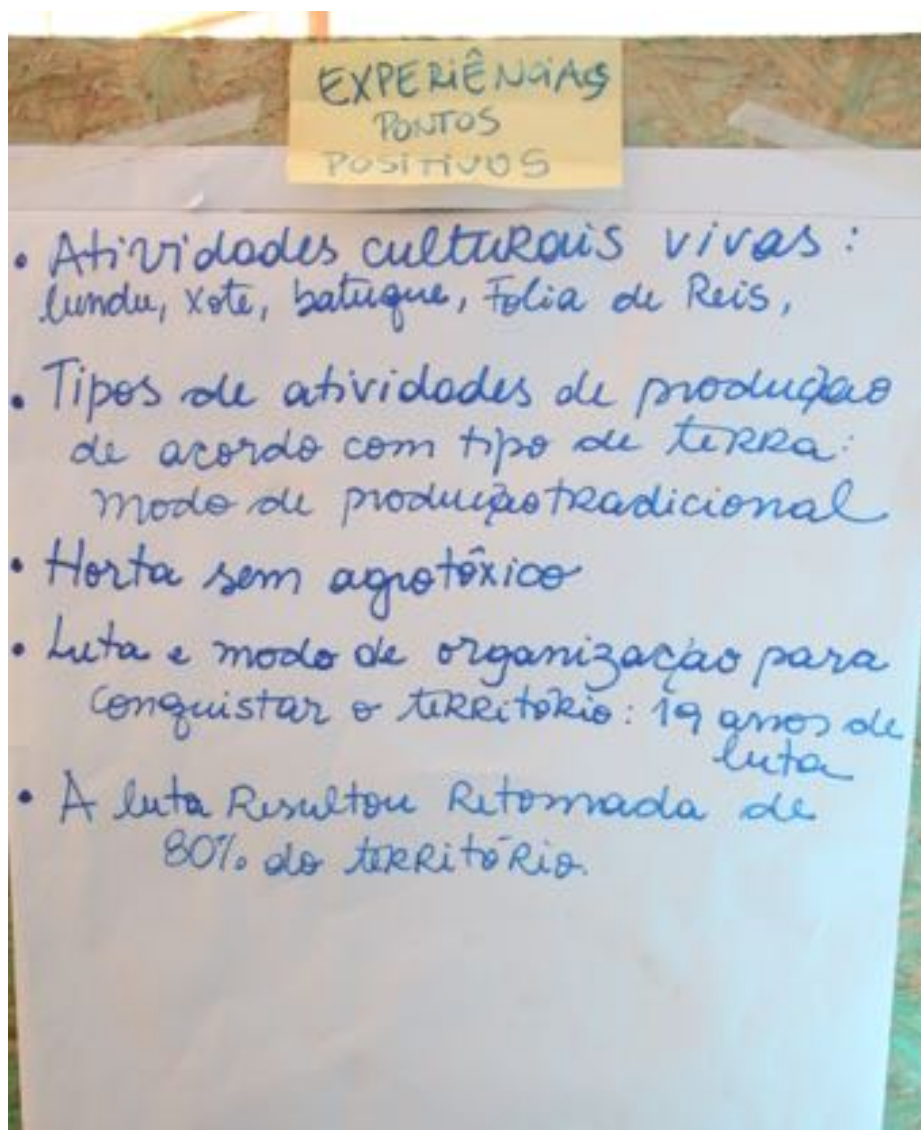 EXPERIÊNCIAS
PONTOS
POSITIVOS
• Atividades culturais vivas:
lundu, xote, batuque, Folia de Reis,
• Tipos de atividades de produção
de acordo com tipo de terra:
modo de produção tradicional
• Horta sem agrotôxico
• Luta e modo de organização para
conquistar o território: 19 anos de
luta
• A luta Resultou Retomada de
80% do território.